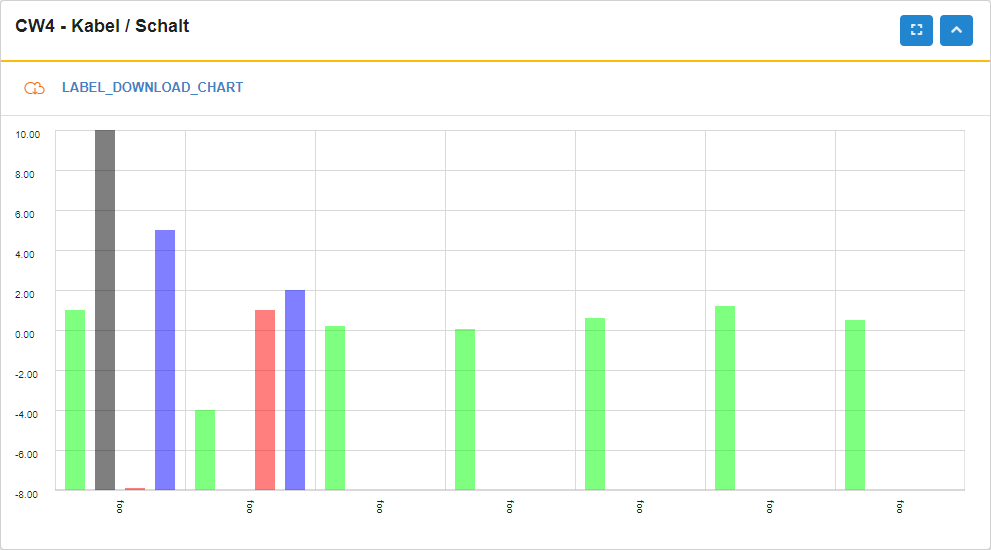 CW4 - Kabel / Schalt
LABEL_DOWNLOAD_CHART
10.00
8.00
6.00
4.00
2.00
0.00
-2.00
-4.00
-6.00
-8.00
foo
foo
foo
foo
foo
foo
foo